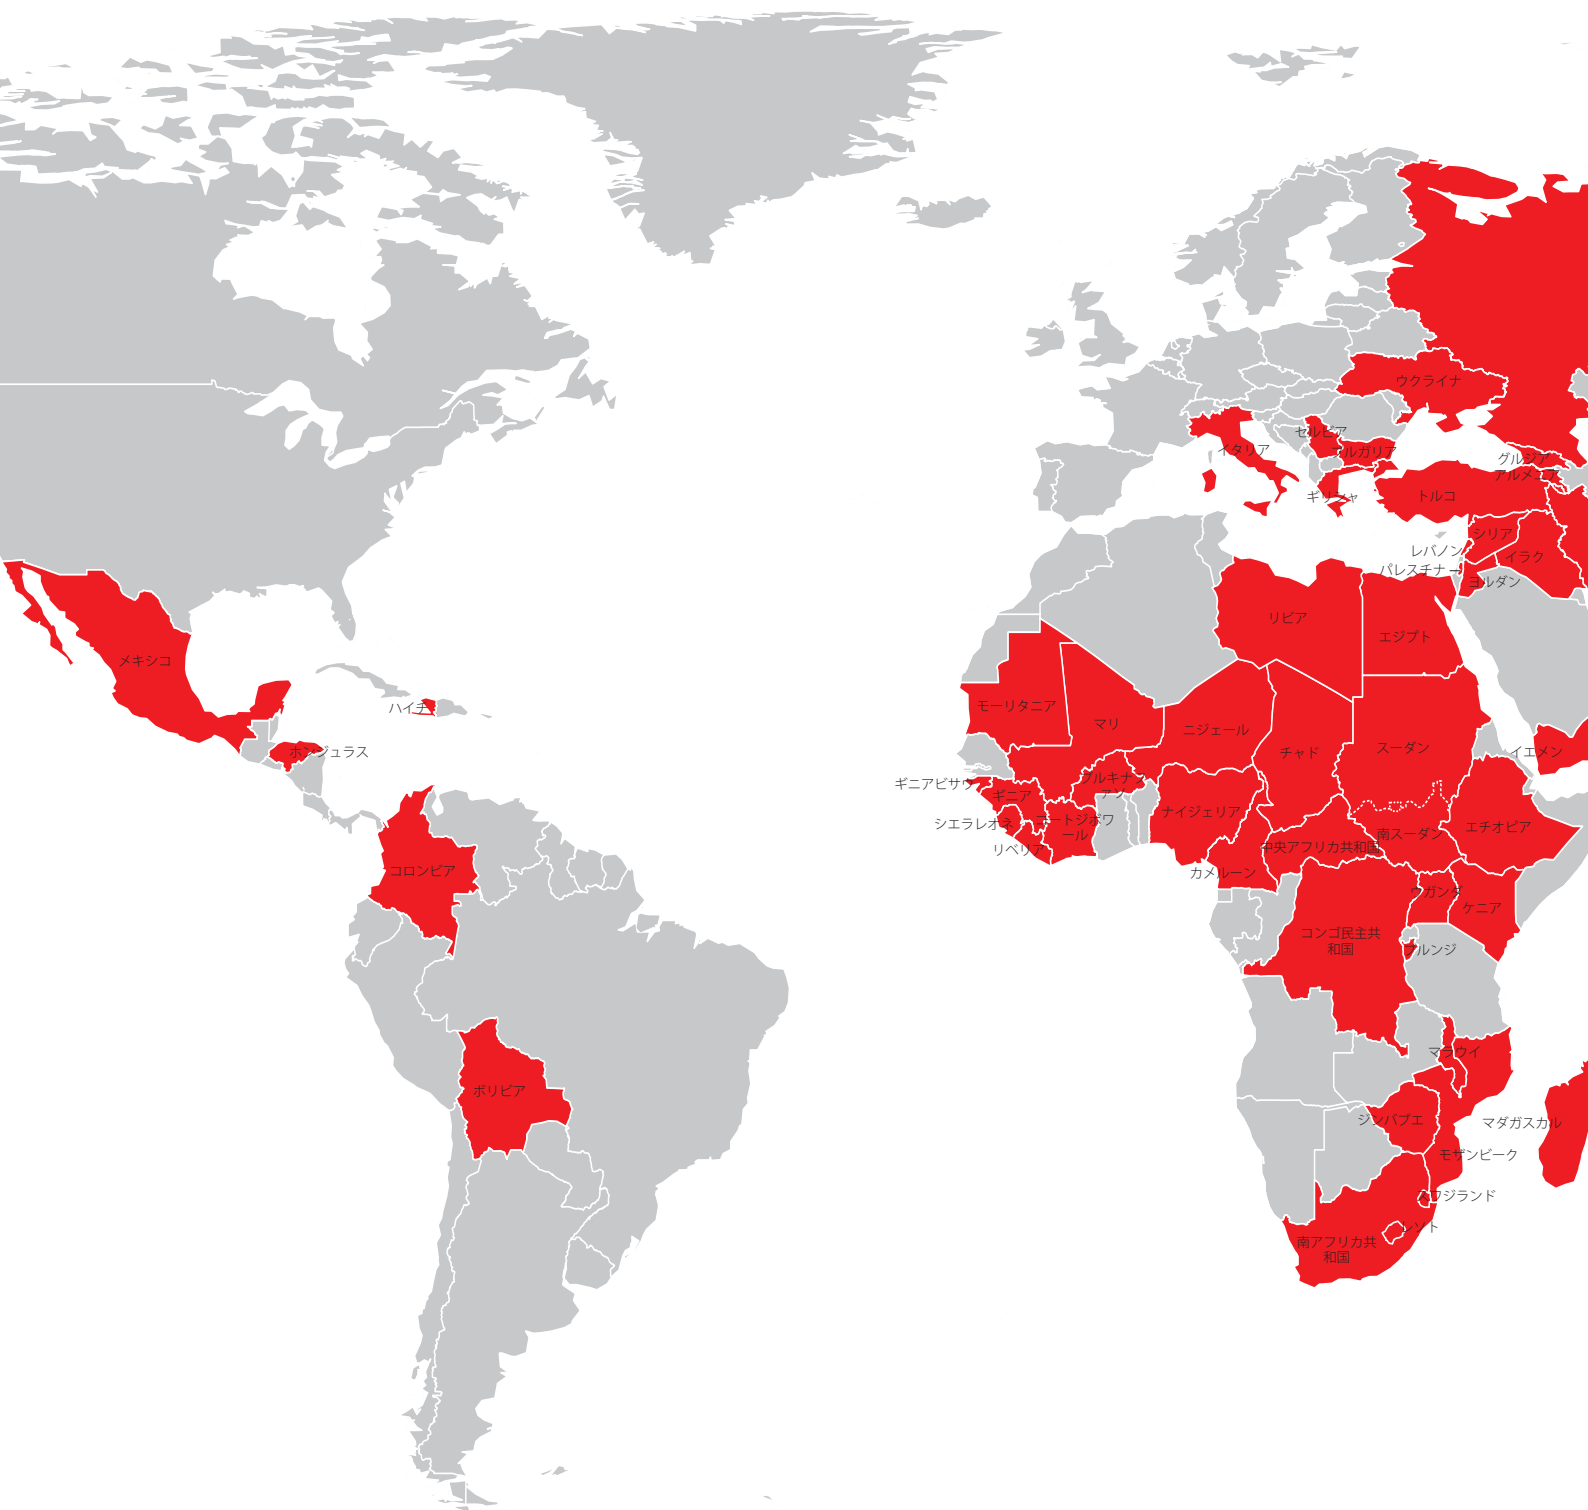 ウクライナ
セルビア
イタリア
ブルガリア
グルジア
アルメニア
ギリシャ
トルコ
シリア
レバノン
イラク
パレスチナ
ヨルダン
リビア
エジプト
メキシコ
ハイチ
モーリタニア
マリ
ニジェール
チャド
スーダン
イエメン
ホンジュラス
ギニアビサウ
ギニア
ブルキナフ
ァソ
シエラレオネ
コートジボワ
ール
ナイジェリア
南スーダン
エチオピア
リベリア
中央アフリカ共和国
カメルーン
コロンビア
ウガンダ
ケニア
コンゴ民主共
和国
ブルンジ
マラウイ
ボリビア
ジンバブエ
マダガスカル
モザンビーク
スワジランド
レソト
南アフリカ共
和国